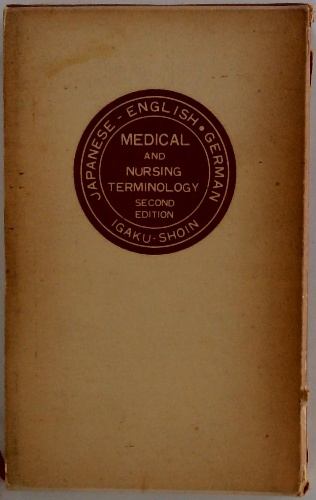 JAPANESE - ENGLISH • GERMAN
MEDICAL
AND
NURSING
TERMINOLOGY
SECOND
EDITION
IGAKU-SHOIN